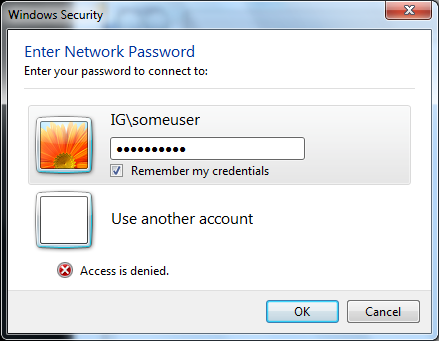 Windows Security
Enter Network Password
Enter your password to connect to:
IG\someuser
●●●●●●●●●●
Remember my credentials
Use another account
Access is denied.
OK
Cancel